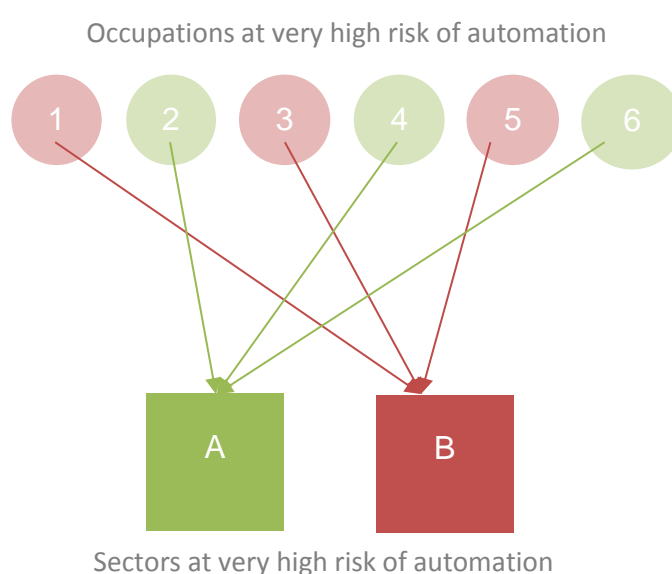 Occupations at very high risk of automation
1 2 3 4 5 6
A B
Sectors at very high risk of automation